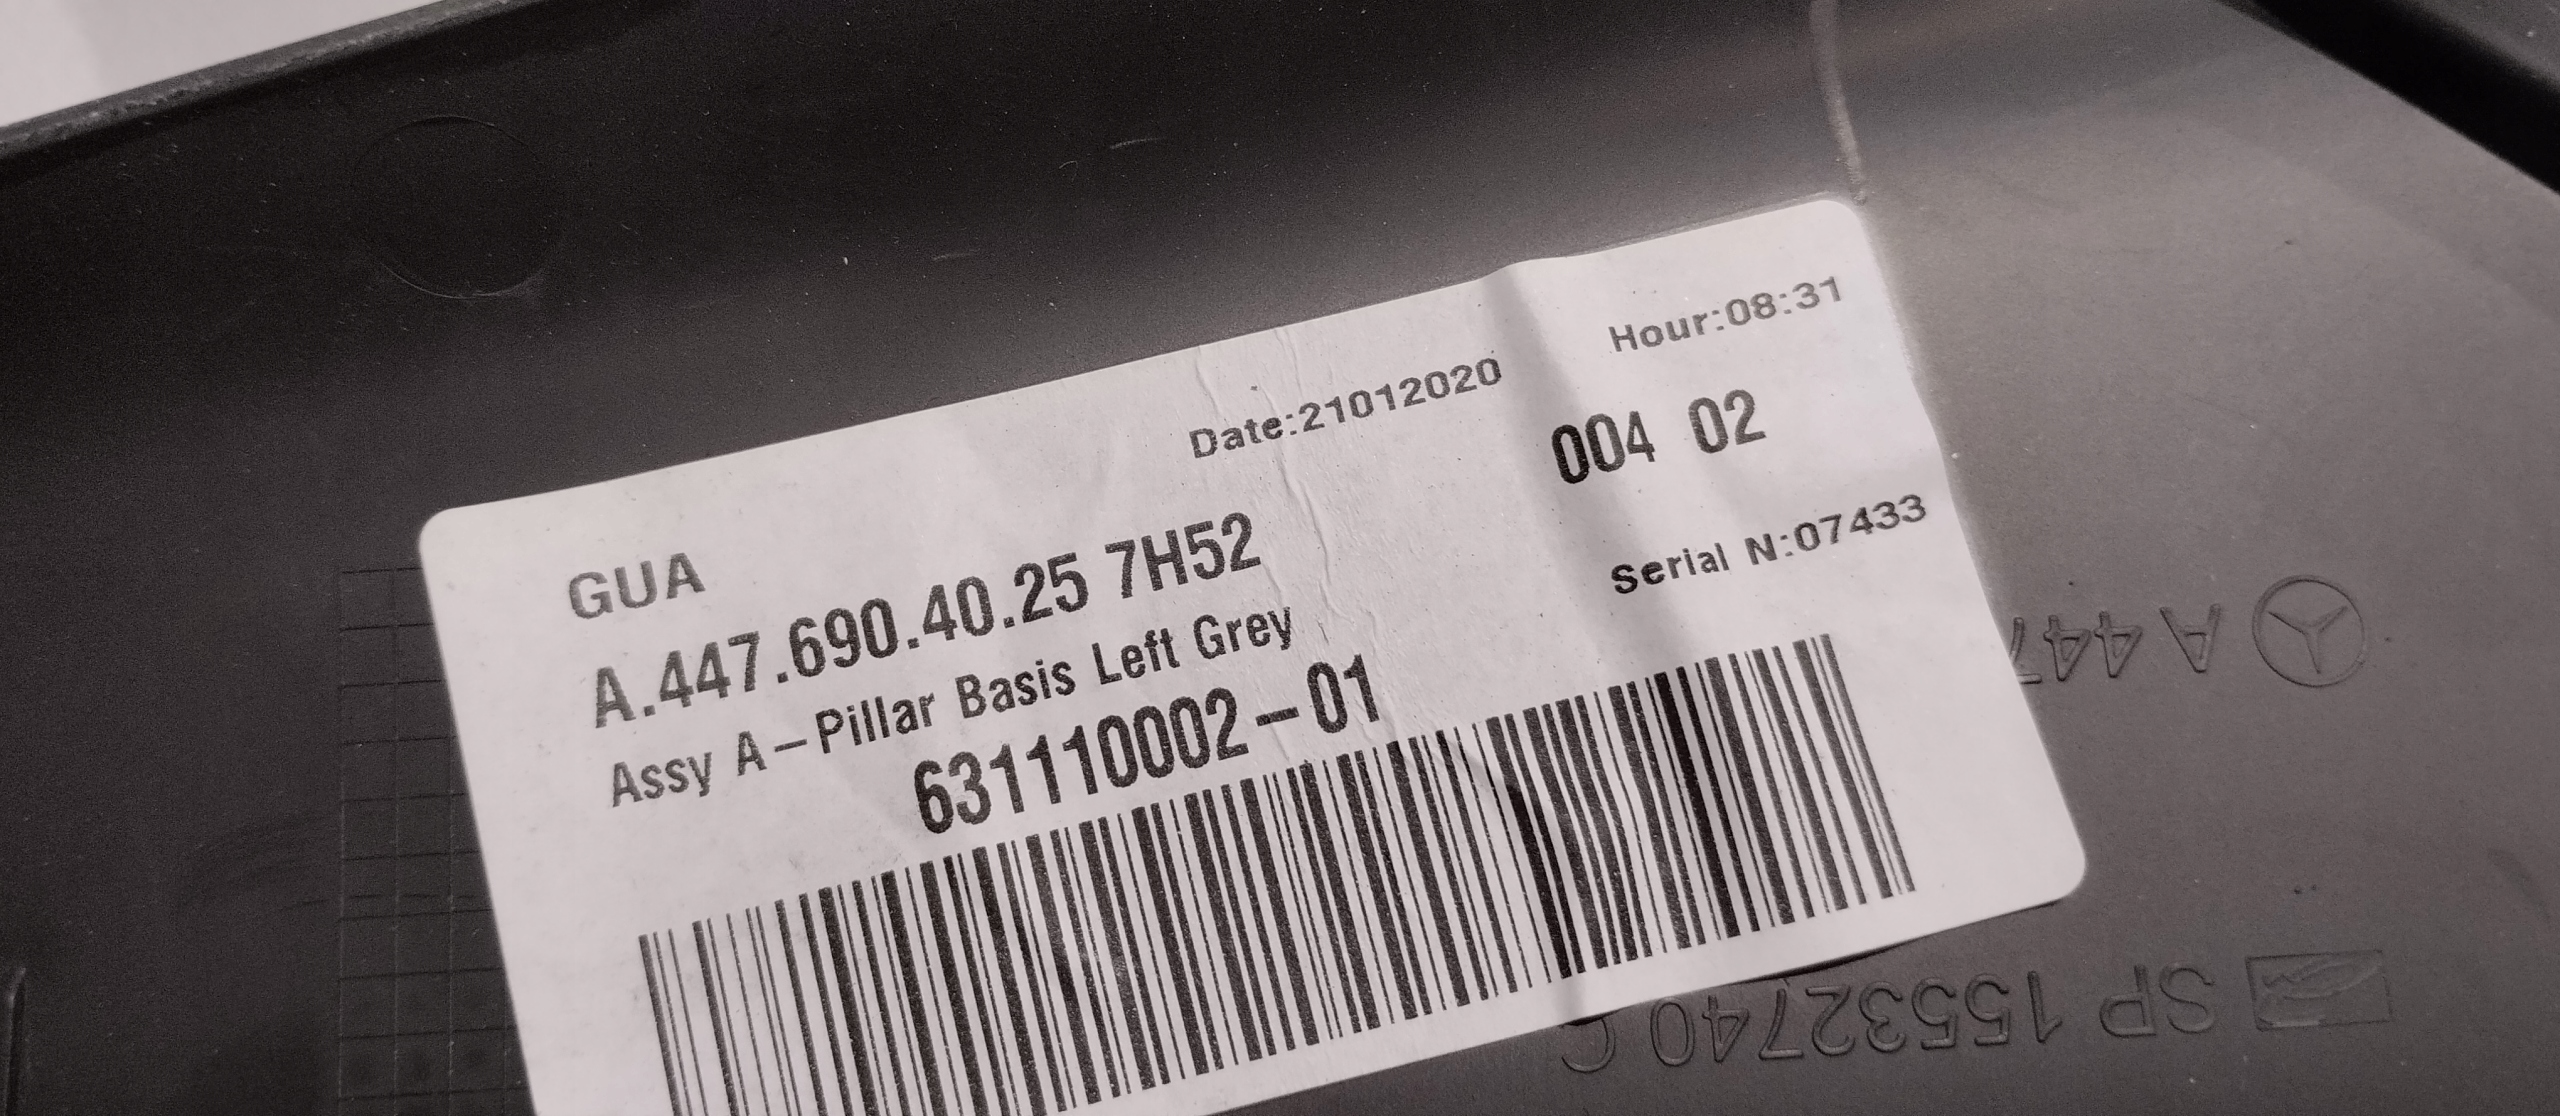 Date:21012020 Hour:08:31
004 02
GUA
A.447.690.40.25 7H52
Serial N:07433
Assy A-Pillar Basis Left Grey
631110002-01
A 447
SP 15532740 C